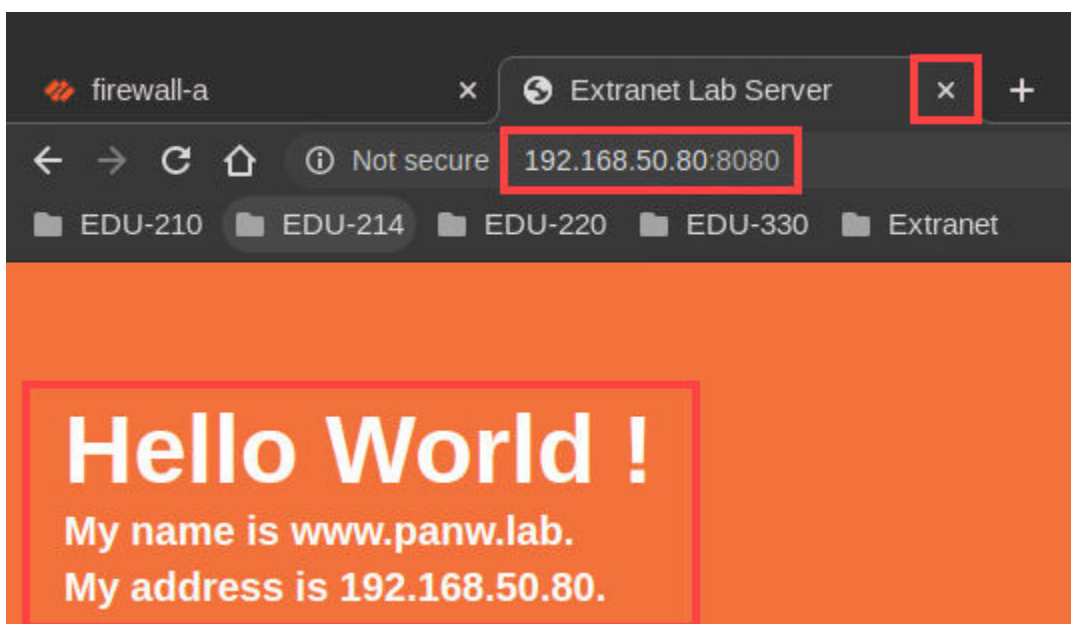 firewall-a
Extranet Lab Server
Not secure 192.168.50.80:8080
EDU-210 EDU-214 EDU-220 EDU-330 Extranet
Hello World !
My name is www.panw.lab.
My address is 192.168.50.80.